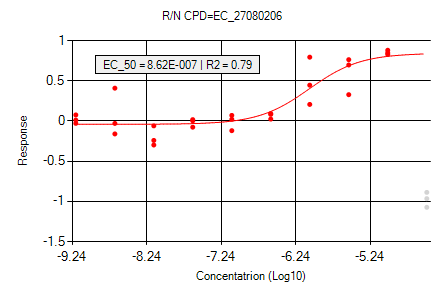 R/N CPD=EC_27080206
EC_50 = 8.62E-007 | R2 = 0.79
1
0.5
0
-0.5
-1
-1.5
Response
-9.24 -8.24 -7.24 -6.24 -5.24
Concentatrion (Log10)